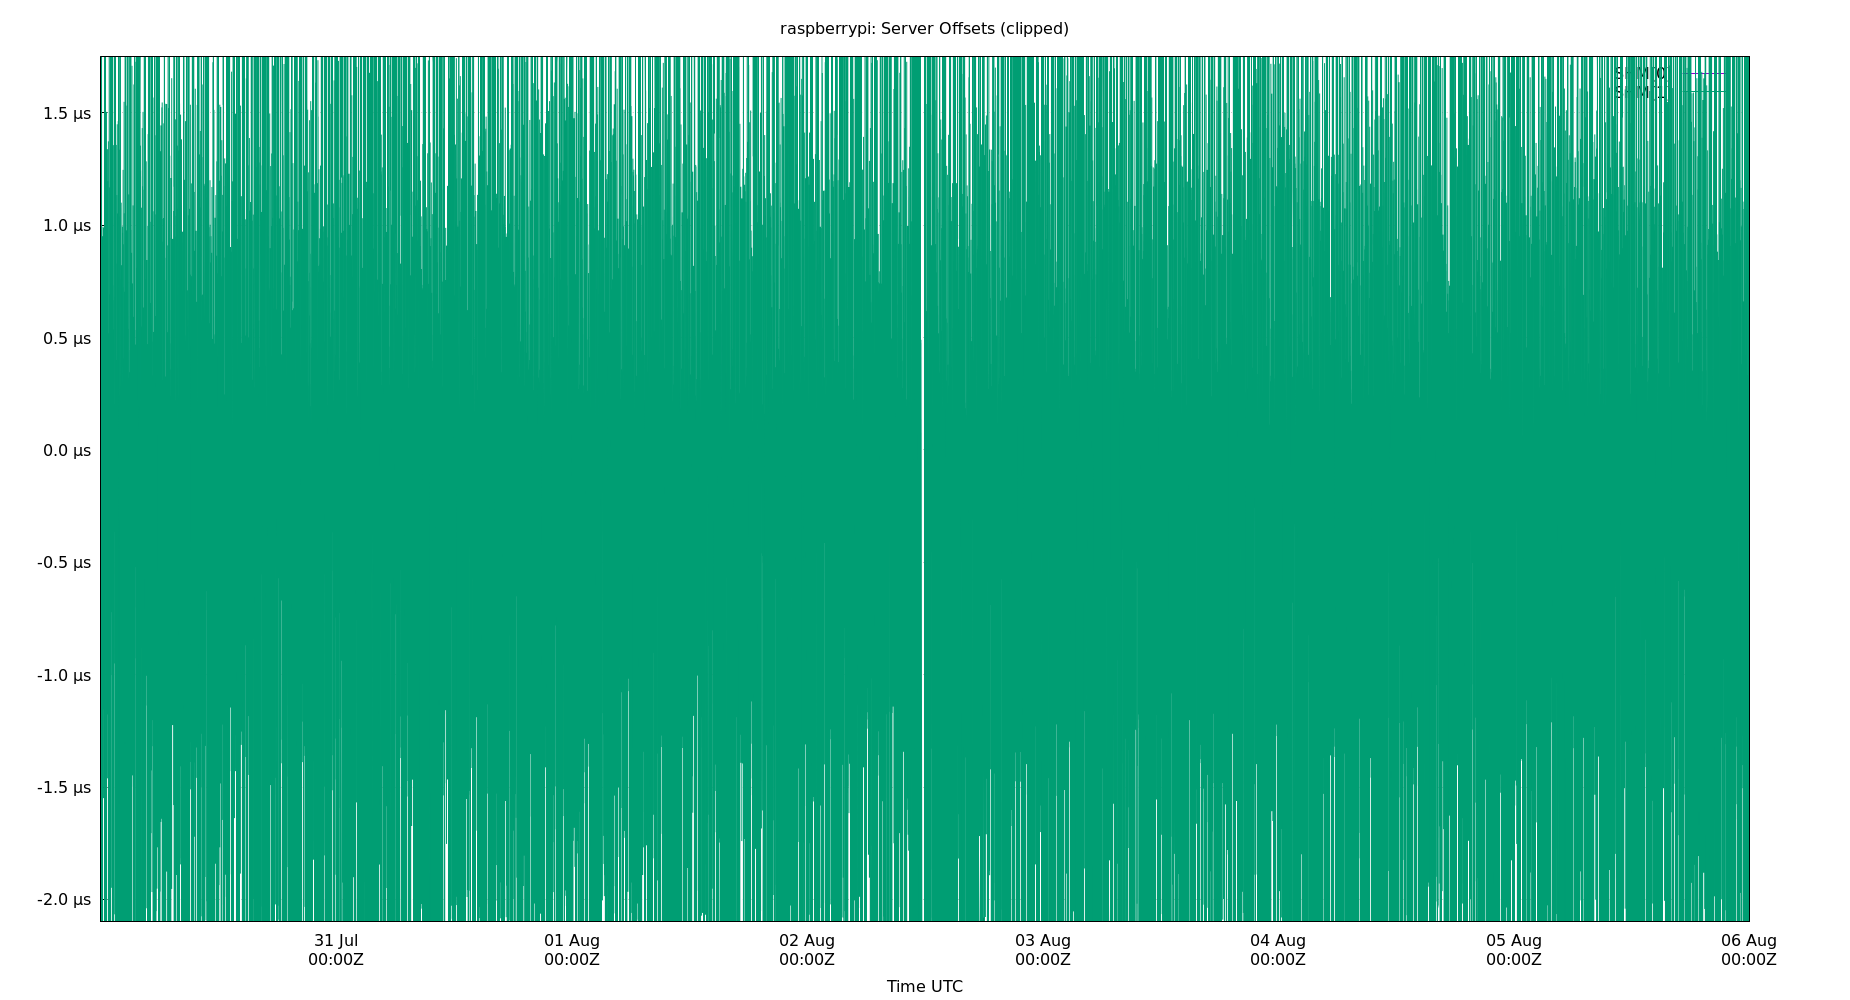 raspberrypi: Server Offsets (clipped)
1.5 µs
1.0 µs
0.5 µs
0.0 µs
-0.5 µs
-1.0 µs
-1.5 µs
-2.0 µs
31 Jul 01 Aug 02 Aug 03 Aug 04 Aug 05 Aug 06 Aug
00:00Z 00:00Z 00:00Z 00:00Z 00:00Z 00:00Z 00:00Z
Time UTC